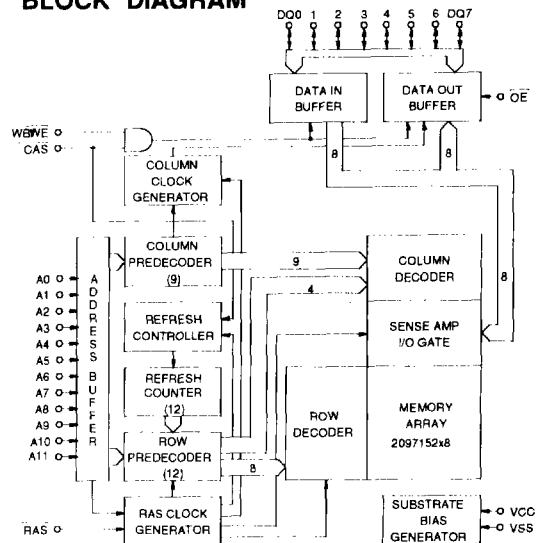 BLOCK DIAGRAM
DQ0 1 2 3 4 5 6 DQ7
DATA IN
BUFFER
DATA OUT
BUFFER
OE
WB/WE
CAS
8
8
COLUMN
CLOCK
GENERATOR
COLUMN
PREDECODER
(9)
9
4
COLUMN
DECODER
8
A0
A1
A2
A3
A4
A5
A6
A7
A8
A9
A10
A11
ADDRESS BUFFER
REFRESH
CONTROLLER
SENSE AMP
I/O GATE
REFRESH
COUNTER
(12)
ROW
DECODER
MEMORY
ARRAY
2097152x8
ROW
PREDECODER
(12)
8
RAS
RAS CLOCK
GENERATOR
SUBSTRATE
BIAS
GENERATOR
VCC
VSS